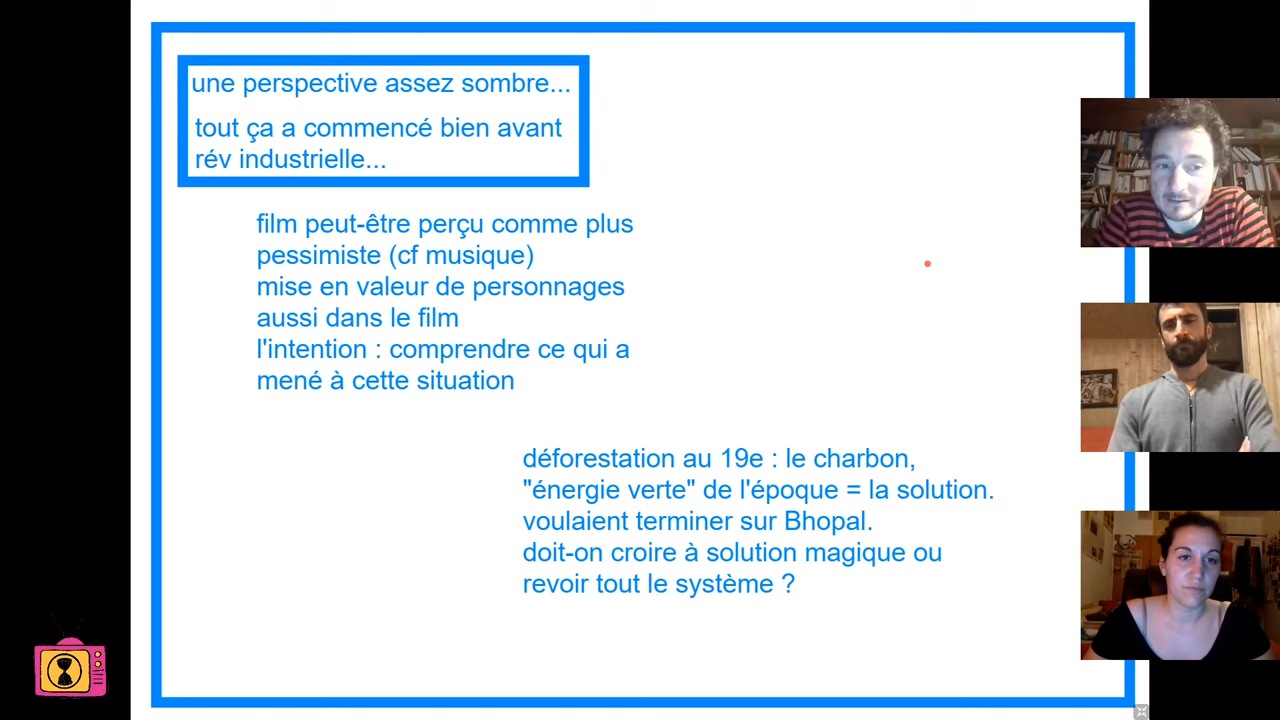 une perspective assez sombre...
tout ça a commencé bien avant
rév industrielle...
film peut-être perçu comme plus
pessimiste (cf musique)
mise en valeur de personnages
aussi dans le film
l'intention : comprendre ce qui a
mené à cette situation
déforestation au 19e : le charbon,
"énergie verte" de l'époque = la solution.
voulaient terminer sur Bhopal.
doit-on croire à solution magique ou
revoir tout le système ?